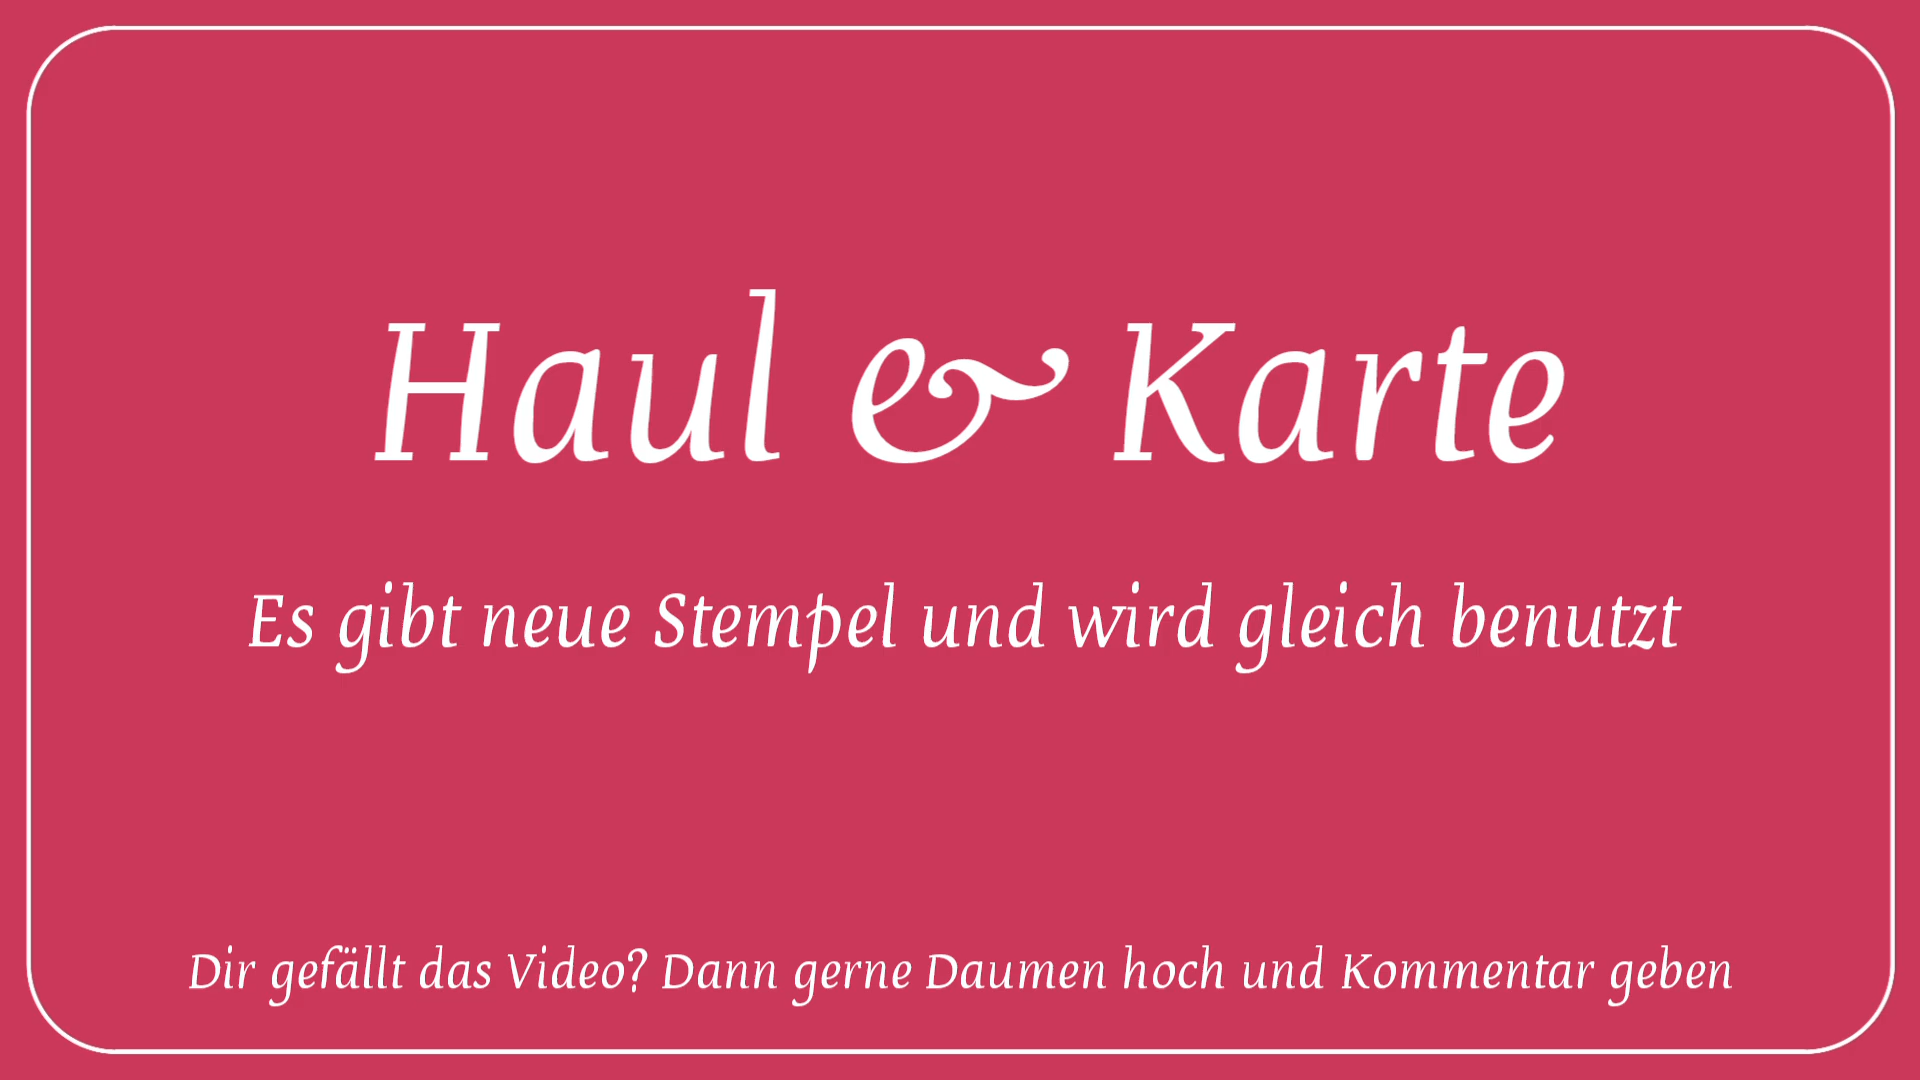 Haul & Karte
Es gibt neue Stempel und wird gleich benutzt
Dir gefällt das Video? Dann gerne Daumen hoch und Kommentar geben